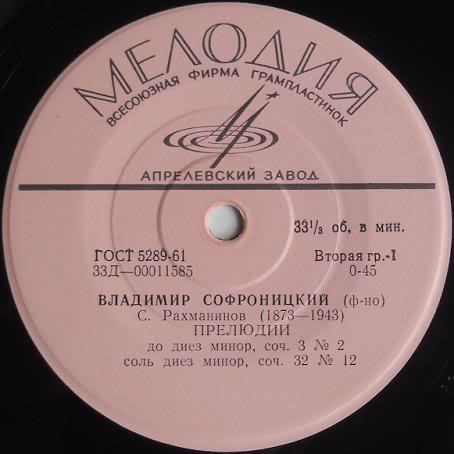 МЕЛОДИЯ
ВСЕСОЮЗНАЯ ФИРМА ГРАМПЛАСТИНОК
АПРЕЛЕВСКИЙ ЗАВОД
33⅓ об, в мин.
ГОСТ 5289-61 Вторая гр.-I
33Д—00011585 0-45
ВЛАДИМИР СОФРОНИЦКИЙ (ф-но)
С. Рахманинов (1873—1943)
ПРЕЛЮДИИ
до диез минор, соч. 3 № 2
соль диез минор, соч. 32 № 12